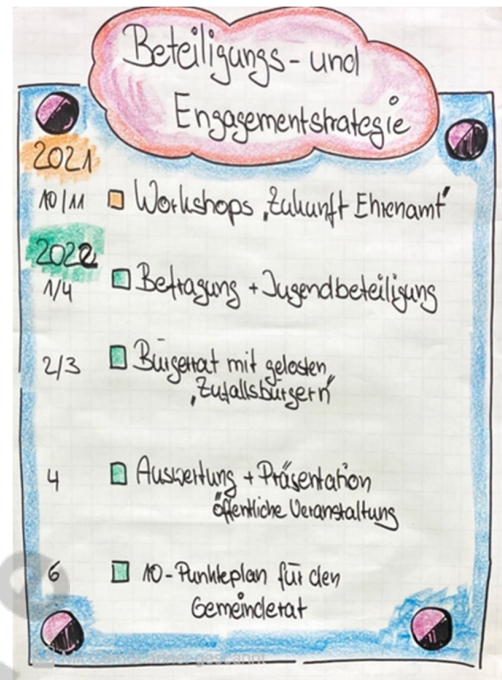 Beteiligungs- und
Engagementstrategie
2021
10/11 Workshops „Zukunft Ehrenamt"
2022
1/4 Befragung + Jugendbeteiligung
2/3 Bürgerrat mit gelosten
„Zufallsbürgern"
4 Auswertung + Präsentation
öffentliche Veranstaltung
6 10-Punkteplan für den
Gemeinderat